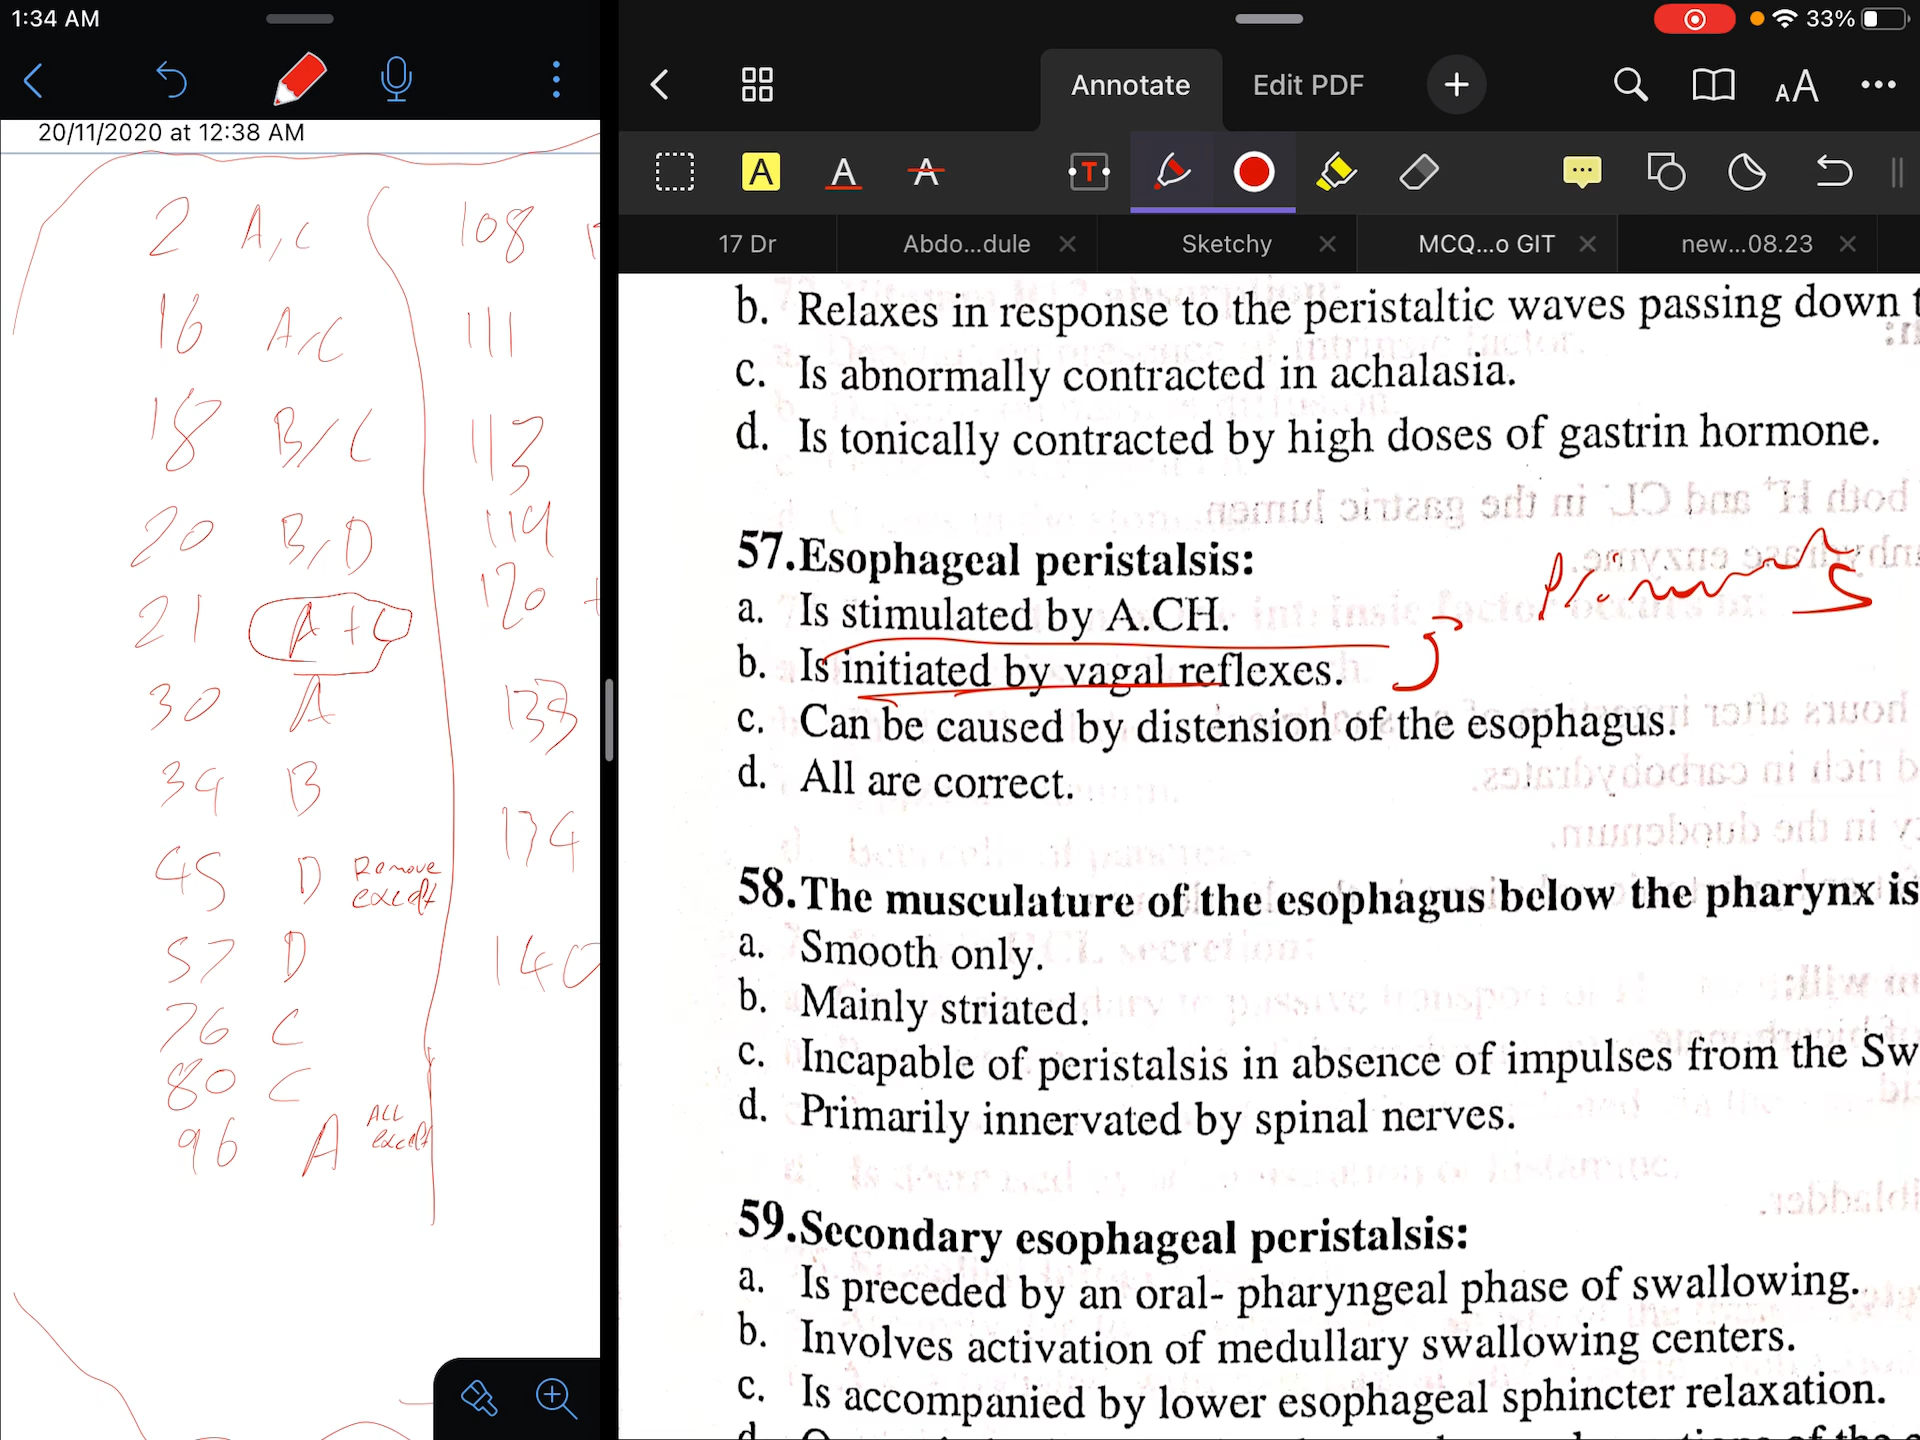 1:34 AM
33%
Annotate
Edit PDF
20/11/2020 at 12:38 AM
17 Dr
Abdo...dule
Sketchy
MCQ...o GIT
new...08.23
2 A,C
16 A,C
18 B/C
20 B/D
21 A+C
30 A
34 B
45 D Remove except
57 D
76 C
80 C
96 A ALL except
108
111
113
114
120
133
134
140
b. Relaxes in response to the peristaltic waves passing down
c. Is abnormally contracted in achalasia.
d. Is tonically contracted by high doses of gastrin hormone.
57.Esophageal peristalsis:
a. Is stimulated by A.CH.
b. Is initiated by vagal reflexes.
c. Can be caused by distension of the esophagus.
d. All are correct.
58.The musculature of the esophagus below the pharynx is
a. Smooth only.
b. Mainly striated.
c. Incapable of peristalsis in absence of impulses from the Sw
d. Primarily innervated by spinal nerves.
59.Secondary esophageal peristalsis:
a. Is preceded by an oral- pharyngeal phase of swallowing.
b. Involves activation of medullary swallowing centers.
c. Is accompanied by lower esophageal sphincter relaxation.